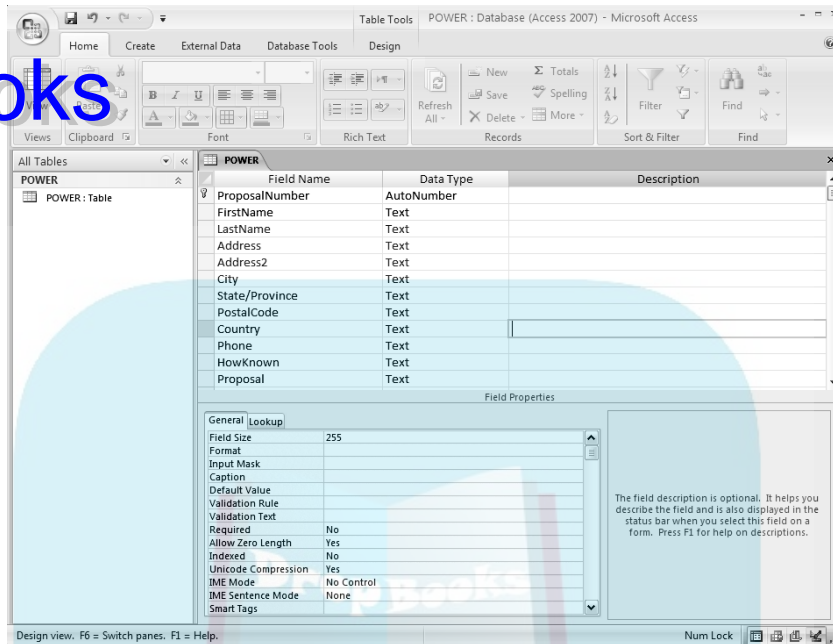 Table Tools
POWER : Database (Access 2007) - Microsoft Access
Home Create External Data Database Tools Design
oks
View
Paste
B I U
Refresh All
New
Save
Delete
Σ Totals
Spelling
More
Filter
Find
Views Clipboard Font Rich Text Records Sort & Filter Find
All Tables
POWER
POWER : Table
POWER
Field Name Data Type Description
ProposalNumber AutoNumber
FirstName Text
LastName Text
Address Text
Address2 Text
City Text
State/Province Text
PostalCode Text
Country Text
Phone Text
HowKnown Text
Proposal Text
Field Properties
General Lookup
Field Size 255
Format
Input Mask
Caption
Default Value
Validation Rule
Validation Text
Required No
Allow Zero Length Yes
Indexed No
Unicode Compression Yes
IME Mode No Control
IME Sentence Mode None
Smart Tags
The field description is optional. It helps you
describe the field and is also displayed in the
status bar when you select this field on a
form. Press F1 for help on descriptions.
DropBooks
Design view. F6 = Switch panes. F1 = Help.
Num Lock